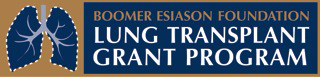 BOOMER ESIASON FOUNDATION
LUNG TRANSPLANT
GRANT PROGRAM